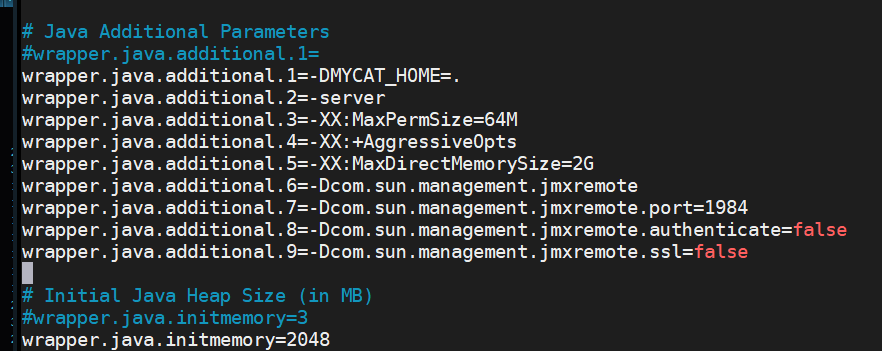 # Java Additional Parameters
#wrapper.java.additional.1=
wrapper.java.additional.1=-DMYCAT_HOME=.
wrapper.java.additional.2=-server
wrapper.java.additional.3=-XX:MaxPermSize=64M
wrapper.java.additional.4=-XX:+AggressiveOpts
wrapper.java.additional.5=-XX:MaxDirectMemorySize=2G
wrapper.java.additional.6=-Dcom.sun.management.jmxremote
wrapper.java.additional.7=-Dcom.sun.management.jmxremote.port=1984
wrapper.java.additional.8=-Dcom.sun.management.jmxremote.authenticate=false
wrapper.java.additional.9=-Dcom.sun.management.jmxremote.ssl=false
# Initial Java Heap Size (in MB)
#wrapper.java.initmemory=3
wrapper.java.initmemory=2048